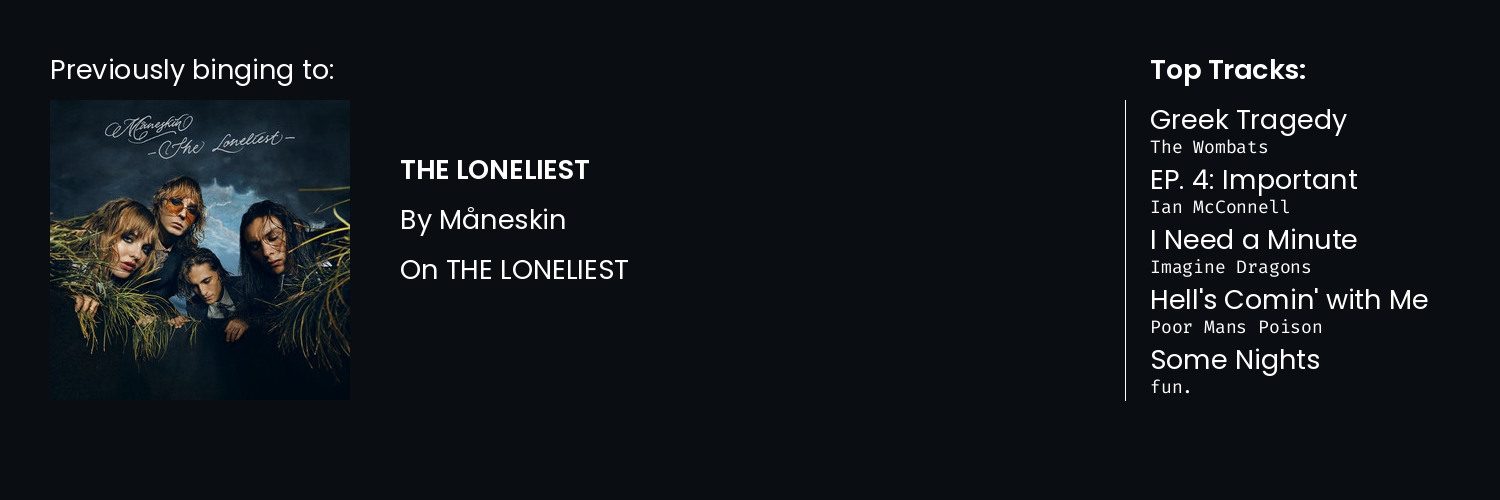 Previously binging to:
Måneskin
-The Loneliest-
THE LONELIEST
By Måneskin
On THE LONELIEST
Top Tracks:
Greek Tragedy
The Wombats
EP. 4: Important
Ian McConnell
I Need a Minute
Imagine Dragons
Hell's Comin' with Me
Poor Mans Poison
Some Nights
fun.